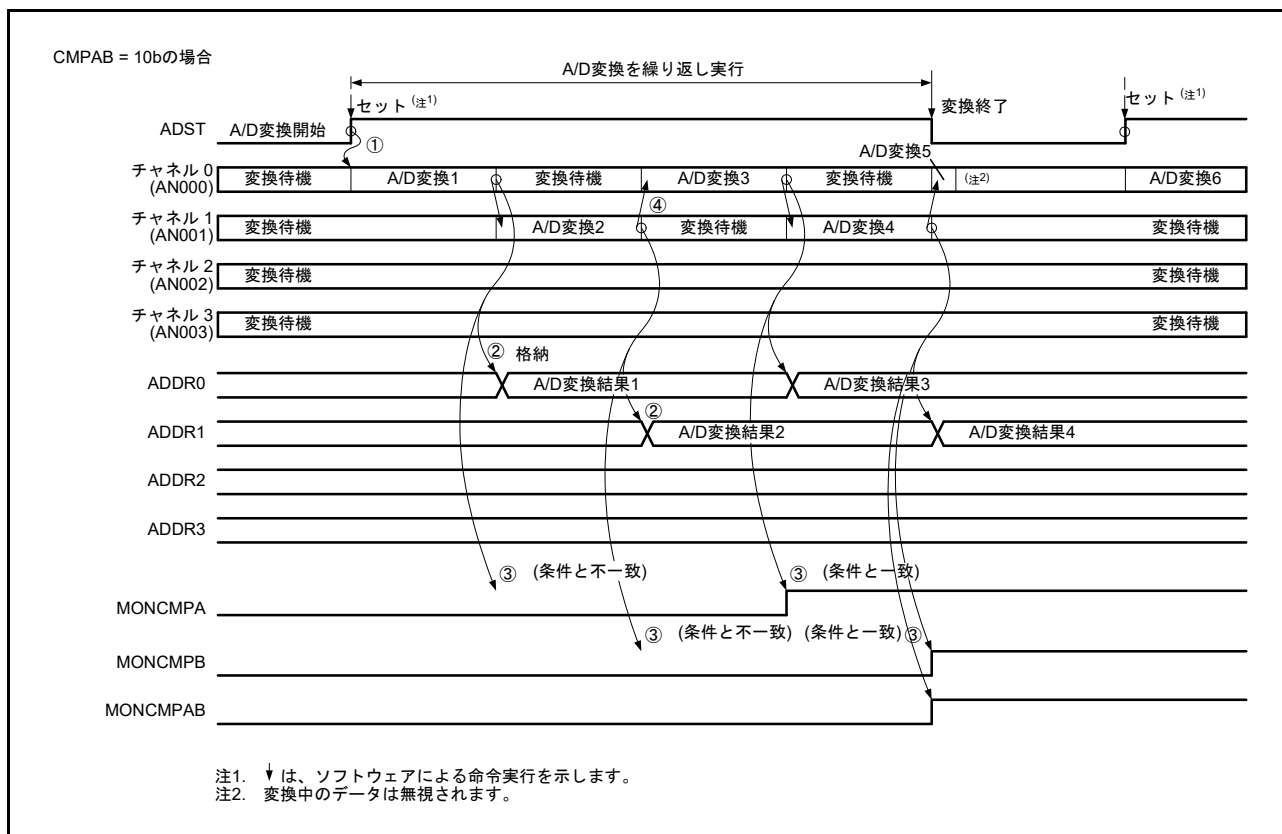 CMPAB = 10bの場合
A/D変換を繰り返し実行
セット (注1)
変換終了
セット (注1)
ADST
A/D変換開始
①
A/D変換5
チャネル 0
(AN000)
変換待機
A/D変換1
変換待機
A/D変換3
変換待機
(注2)
A/D変換6
④
チャネル 1
(AN001)
変換待機
A/D変換2
変換待機
A/D変換4
変換待機
チャネル 2
(AN002)
変換待機
変換待機
チャネル 3
(AN003)
変換待機
変換待機
② 格納
ADDR0
A/D変換結果1
A/D変換結果3
②
ADDR1
A/D変換結果2
A/D変換結果4
ADDR2
ADDR3
③ (条件と不一致)
③ (条件と一致)
MONCMPA
③ (条件と不一致)
(条件と一致) ③
MONCMPB
MONCMPAB
注1. は、ソフトウェアによる命令実行を示します。
注2. 変換中のデータは無視されます。